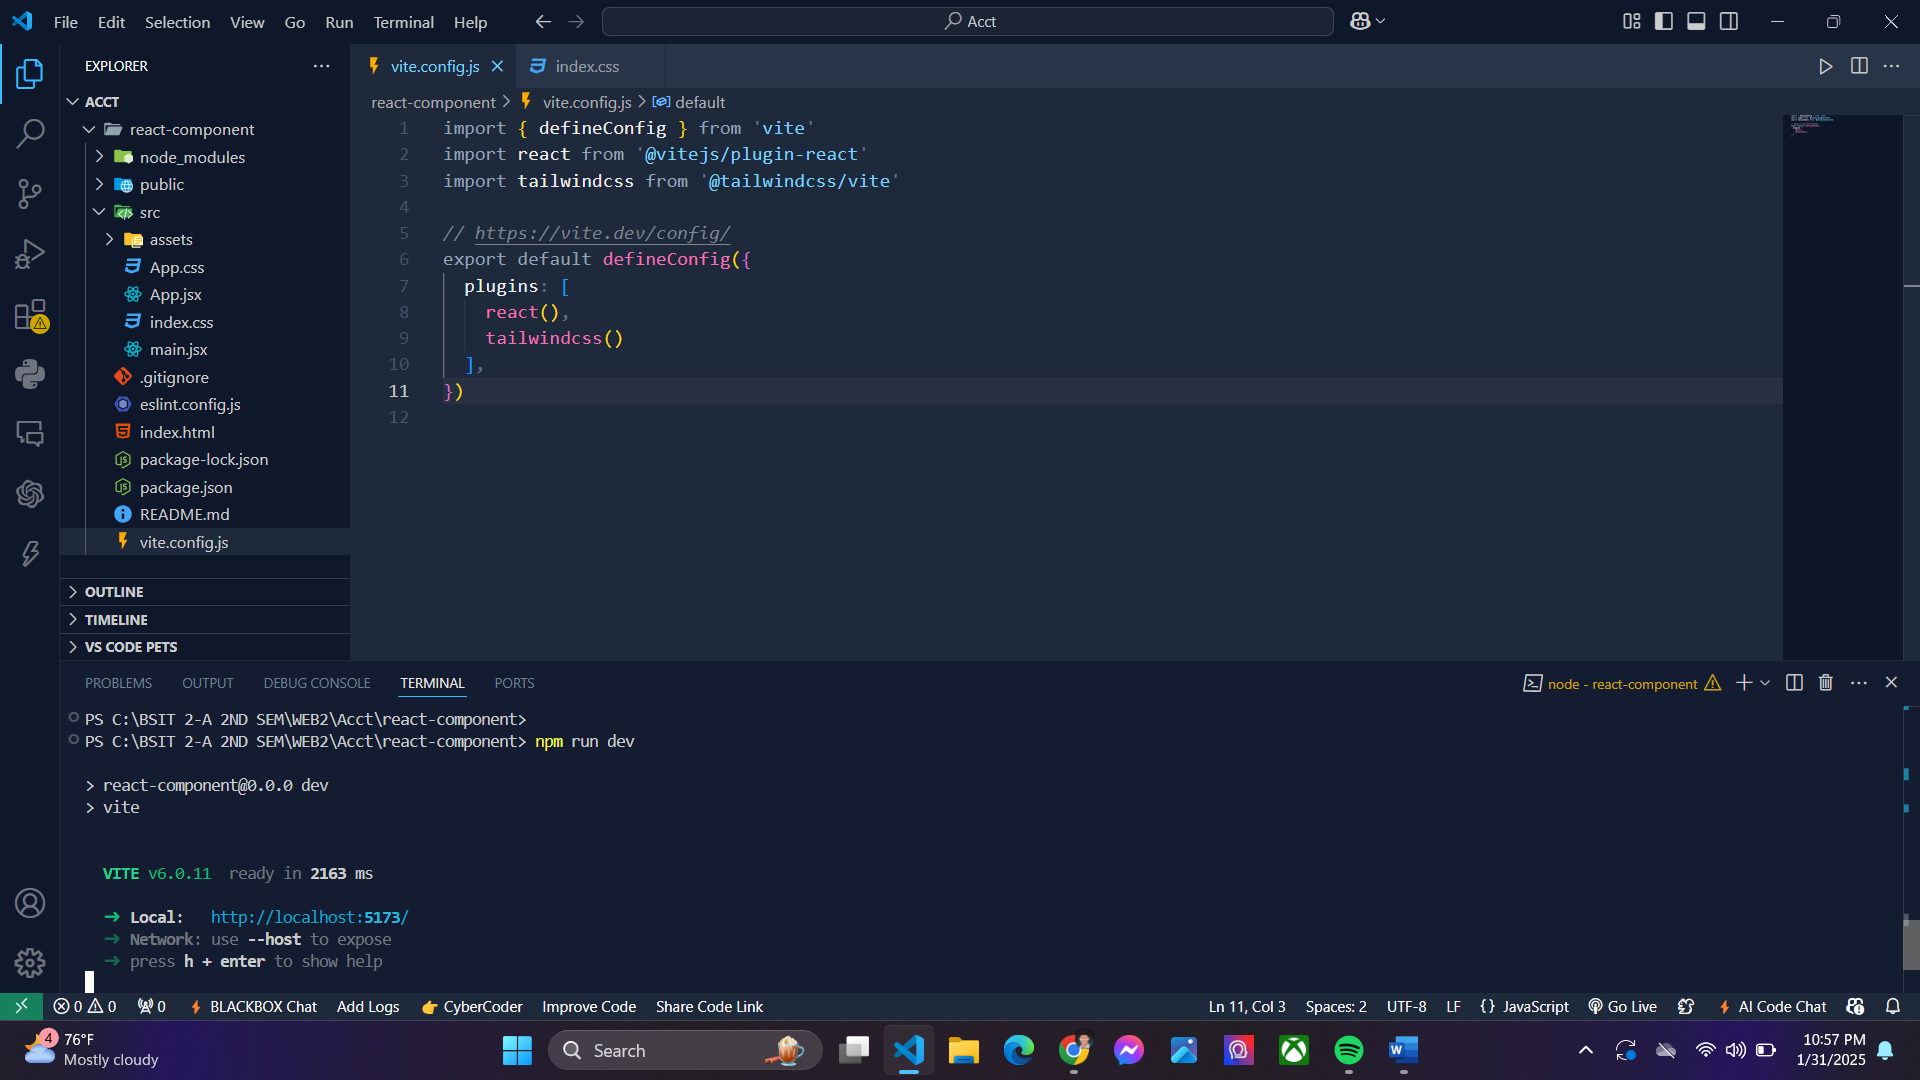 File Edit Selection View Go Run Terminal Help
Acct
EXPLORER
ACCT
react-component
node_modules
public
src
assets
App.css
App.jsx
index.css
main.jsx
.gitignore
eslint.config.js
index.html
package-lock.json
package.json
README.md
vite.config.js
OUTLINE
TIMELINE
VS CODE PETS
vite.config.js index.css
react-component > vite.config.js > default
1 import { defineConfig } from 'vite'
2 import react from '@vitejs/plugin-react'
3 import tailwindcss from '@tailwindcss/vite'
4
5 // https://vite.dev/config/
6 export default defineConfig({
7 plugins: [
8 react(),
9 tailwindcss()
10 ],
11 })
12
PROBLEMS OUTPUT DEBUG CONSOLE TERMINAL PORTS
node - react-component
PS C:\BSIT 2-A 2ND SEM\WEB2\Acct\react-component>
PS C:\BSIT 2-A 2ND SEM\WEB2\Acct\react-component> npm run dev
> react-component@0.0.0 dev
> vite
VITE v6.0.11 ready in 2163 ms
➜ Local: http://localhost:5173/
➜ Network: use --host to expose
➜ press h + enter to show help
0 0 0 BLACKBOX Chat Add Logs 👉 CyberCoder Improve Code Share Code Link
Ln 11, Col 3 Spaces: 2 UTF-8 LF {} JavaScript Go Live AI Code Chat
4
76°F
Mostly cloudy
Search
10:57 PM
1/31/2025